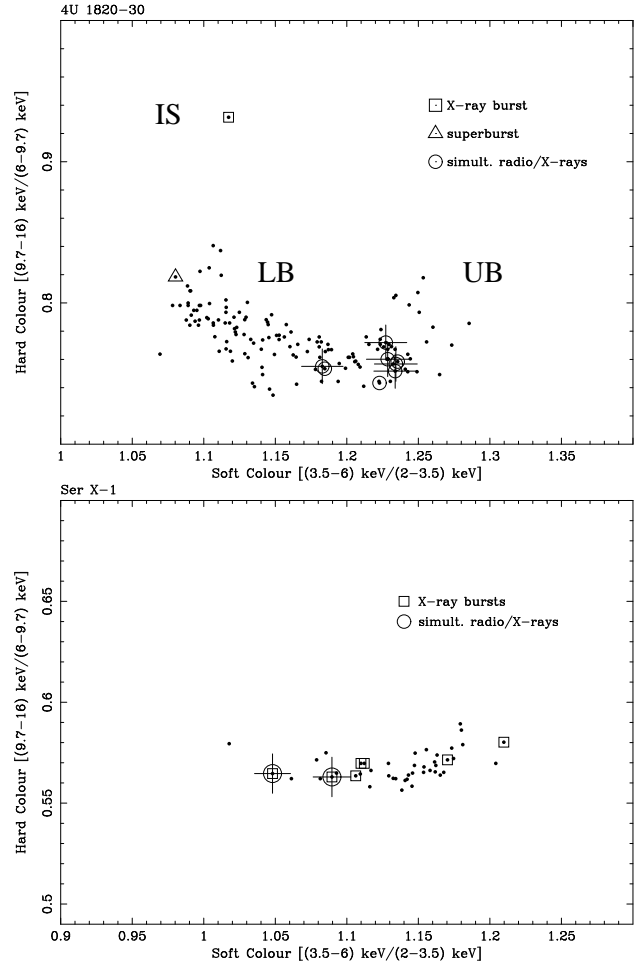 4U 1820-30
IS
X-ray burst
superburst
simult. radio/X-rays
LB
UB
Hard Colour [(9.7-16) keV/(6-9.7) keV]
0.9
0.8
1
1.05
1.1
1.15
1.2
1.25
1.3
1.35
Soft Colour [(3.5-6) keV/(2-3.5) keV]
Ser X-1
X-ray bursts
simult. radio/X-rays
Hard Colour [(9.7-16) keV/(6-9.7) keV]
0.65
0.6
0.55
0.5
0.9
0.95
1
1.05
1.1
1.15
1.2
1.25
Soft Colour [(3.5-6) keV/(2-3.5) keV]